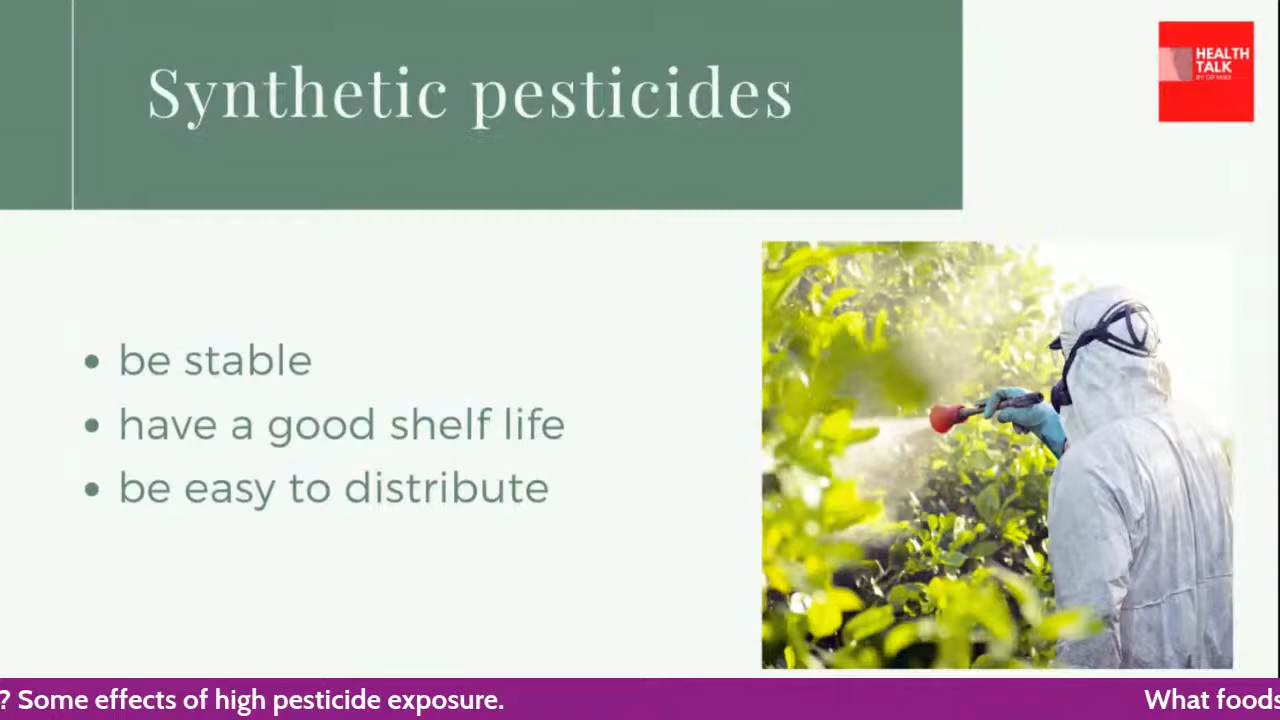 Synthetic pesticides
HEALTH
TALK
• be stable
• have a good shelf life
• be easy to distribute
? Some effects of high pesticide exposure.
What foods